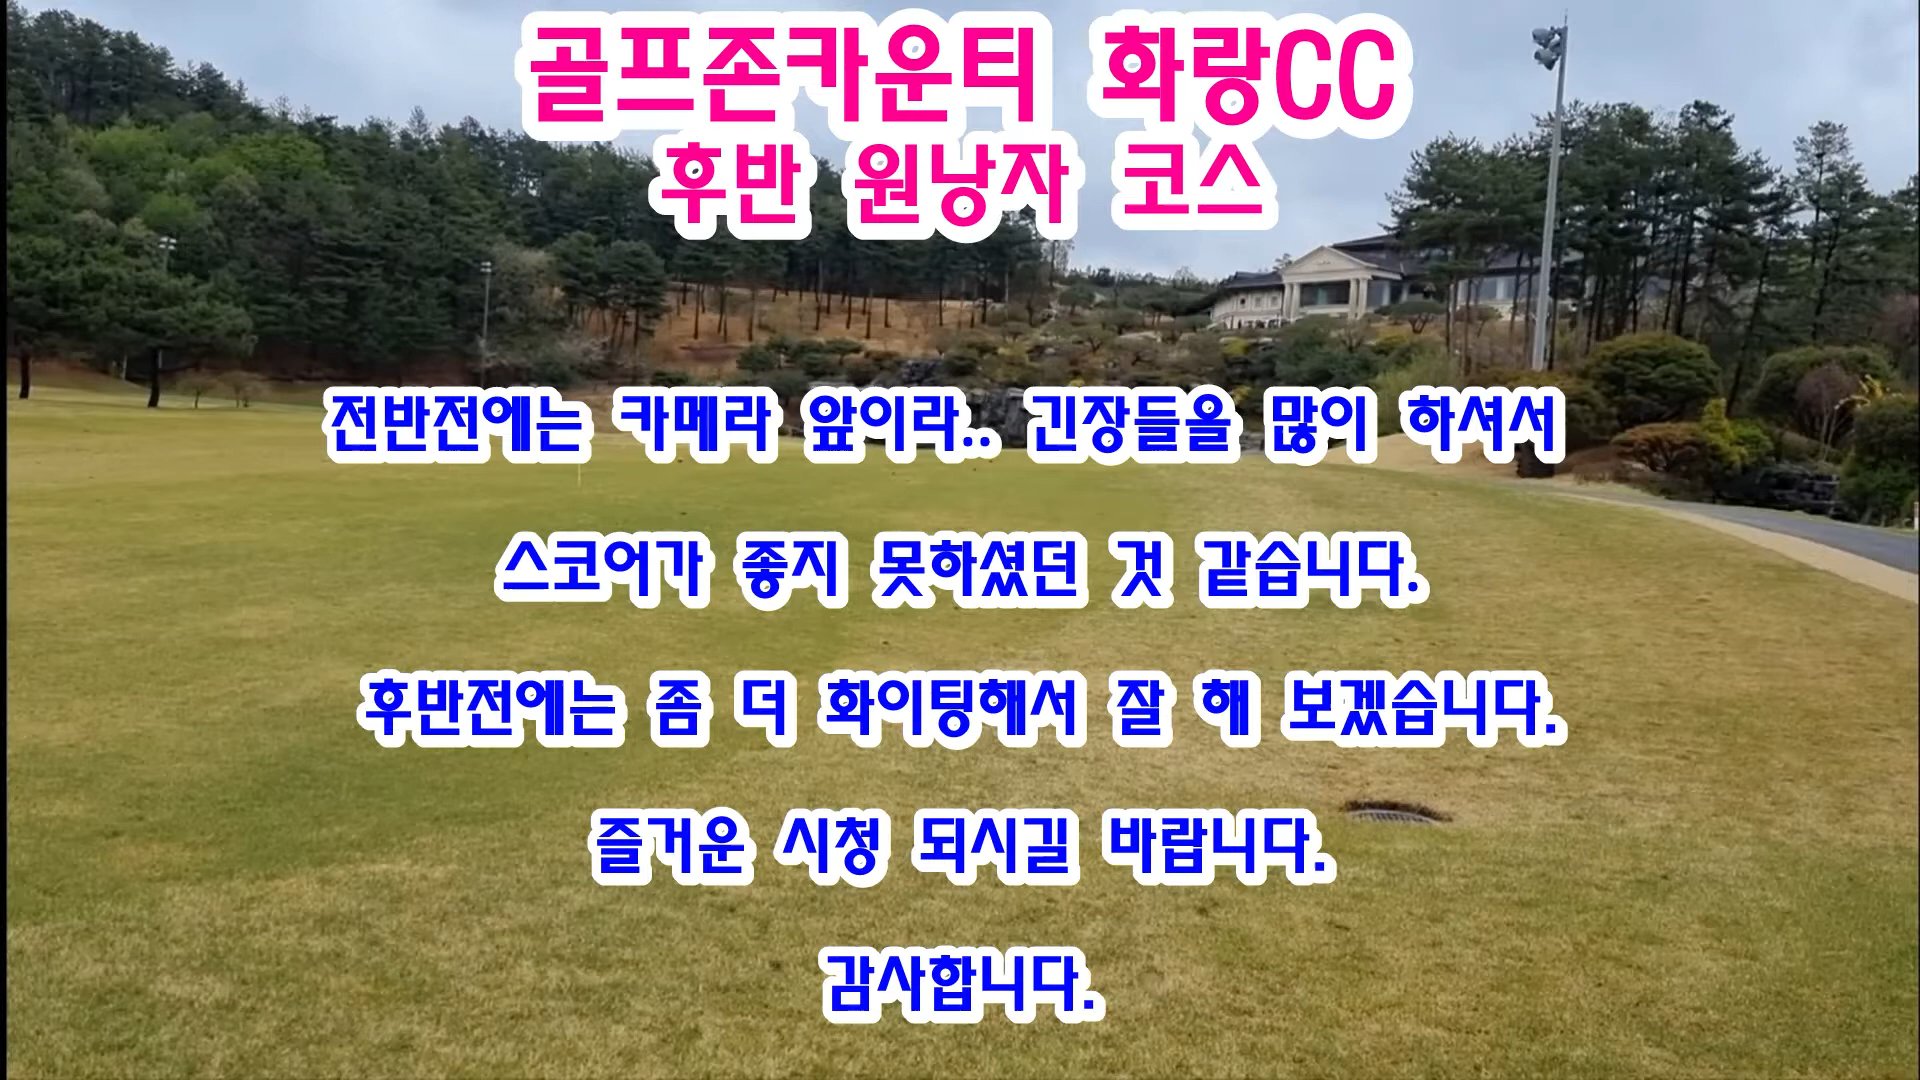 골프존카운티 화랑CC
후반 원낭자 코스
전반전에는 카메라 앞이라.. 긴장들올 많이 하셔서
스코어가 좋지 못하셨던 것 같습니다.
후반전에는 좀 더 화이팅해서 잘 해 보겠습니다.
즐거운 시청 되시길 바랍니다.
감사합니다.